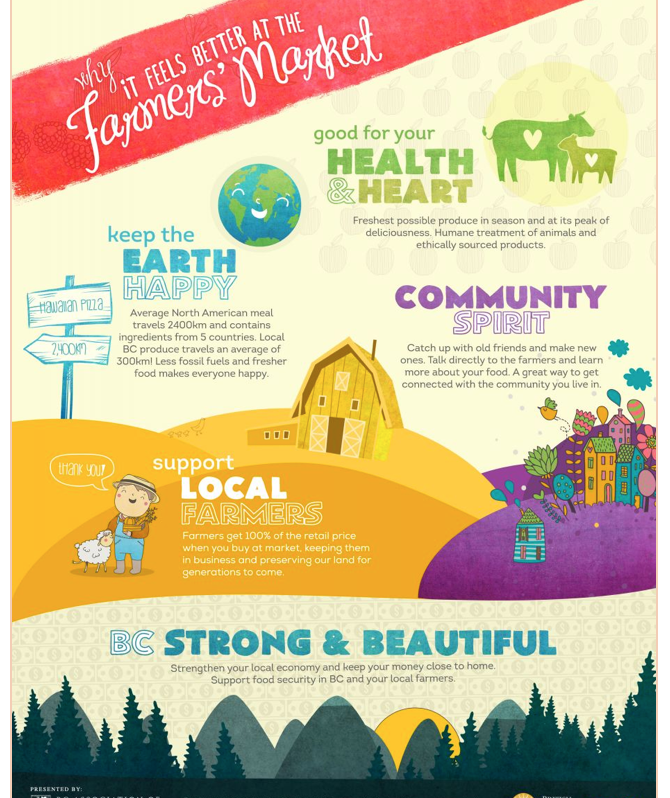 why
IT FEELS BETTER AT THE
Farmers' Market
good for your
HEALTH
& HEART
Freshest possible produce in season and at its peak of
deliciousness. Humane treatment of animals and
ethically sourced products.
keep the
EARTH
HAPPY
Average North American meal
travels 2400km and contains
ingredients from 5 countries. Local
BC produce travels an average of
300km! Less fossil fuels and fresher
food makes everyone happy.
Hawaiian Pizza
2,400km
COMMUNITY
SPIRIT
Catch up with old friends and make new
ones. Talk directly to the farmers and learn
more about your food. A great way to get
connected with the community you live in.
thank you!
support
LOCAL
FARMERS
Farmers get 100% of the retail price
when you buy at market, keeping them
in business and preserving our land for
generations to come.
BC STRONG & BEAUTIFUL
Strengthen your local economy and keep your money close to home.
Support food security in BC and your local farmers.
PRESENTED BY: